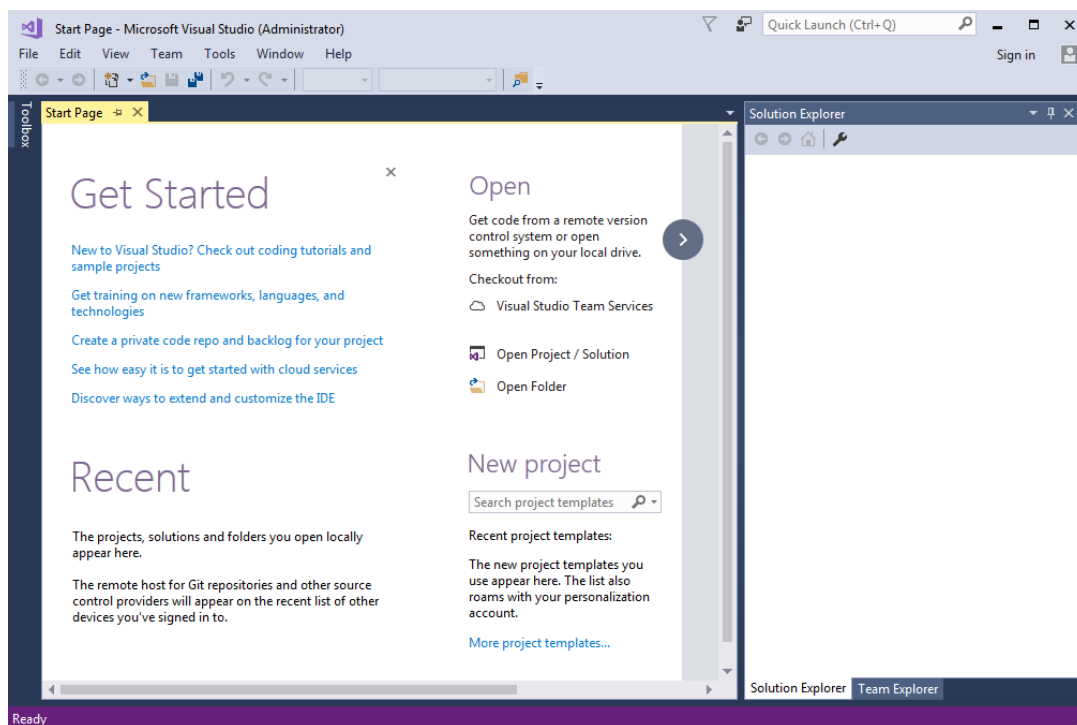 Start Page - Microsoft Visual Studio (Administrator)
Quick Launch (Ctrl+Q)
File Edit View Team Tools Window Help
Sign in
Toolbox
Start Page
Solution Explorer
Get Started
New to Visual Studio? Check out coding tutorials and
sample projects
Get training on new frameworks, languages, and
technologies
Create a private code repo and backlog for your project
See how easy it is to get started with cloud services
Discover ways to extend and customize the IDE
Recent
The projects, solutions and folders you open locally
appear here.
The remote host for Git repositories and other source
control providers will appear on the recent list of other
devices you've signed in to.
Open
Get code from a remote version
control system or open
something on your local drive.
Checkout from:
Visual Studio Team Services
Open Project / Solution
Open Folder
New project
Search project templates
Recent project templates:
The new project templates you
use appear here. The list also
roams with your personalization
account.
More project templates...
Solution Explorer Team Explorer
Ready